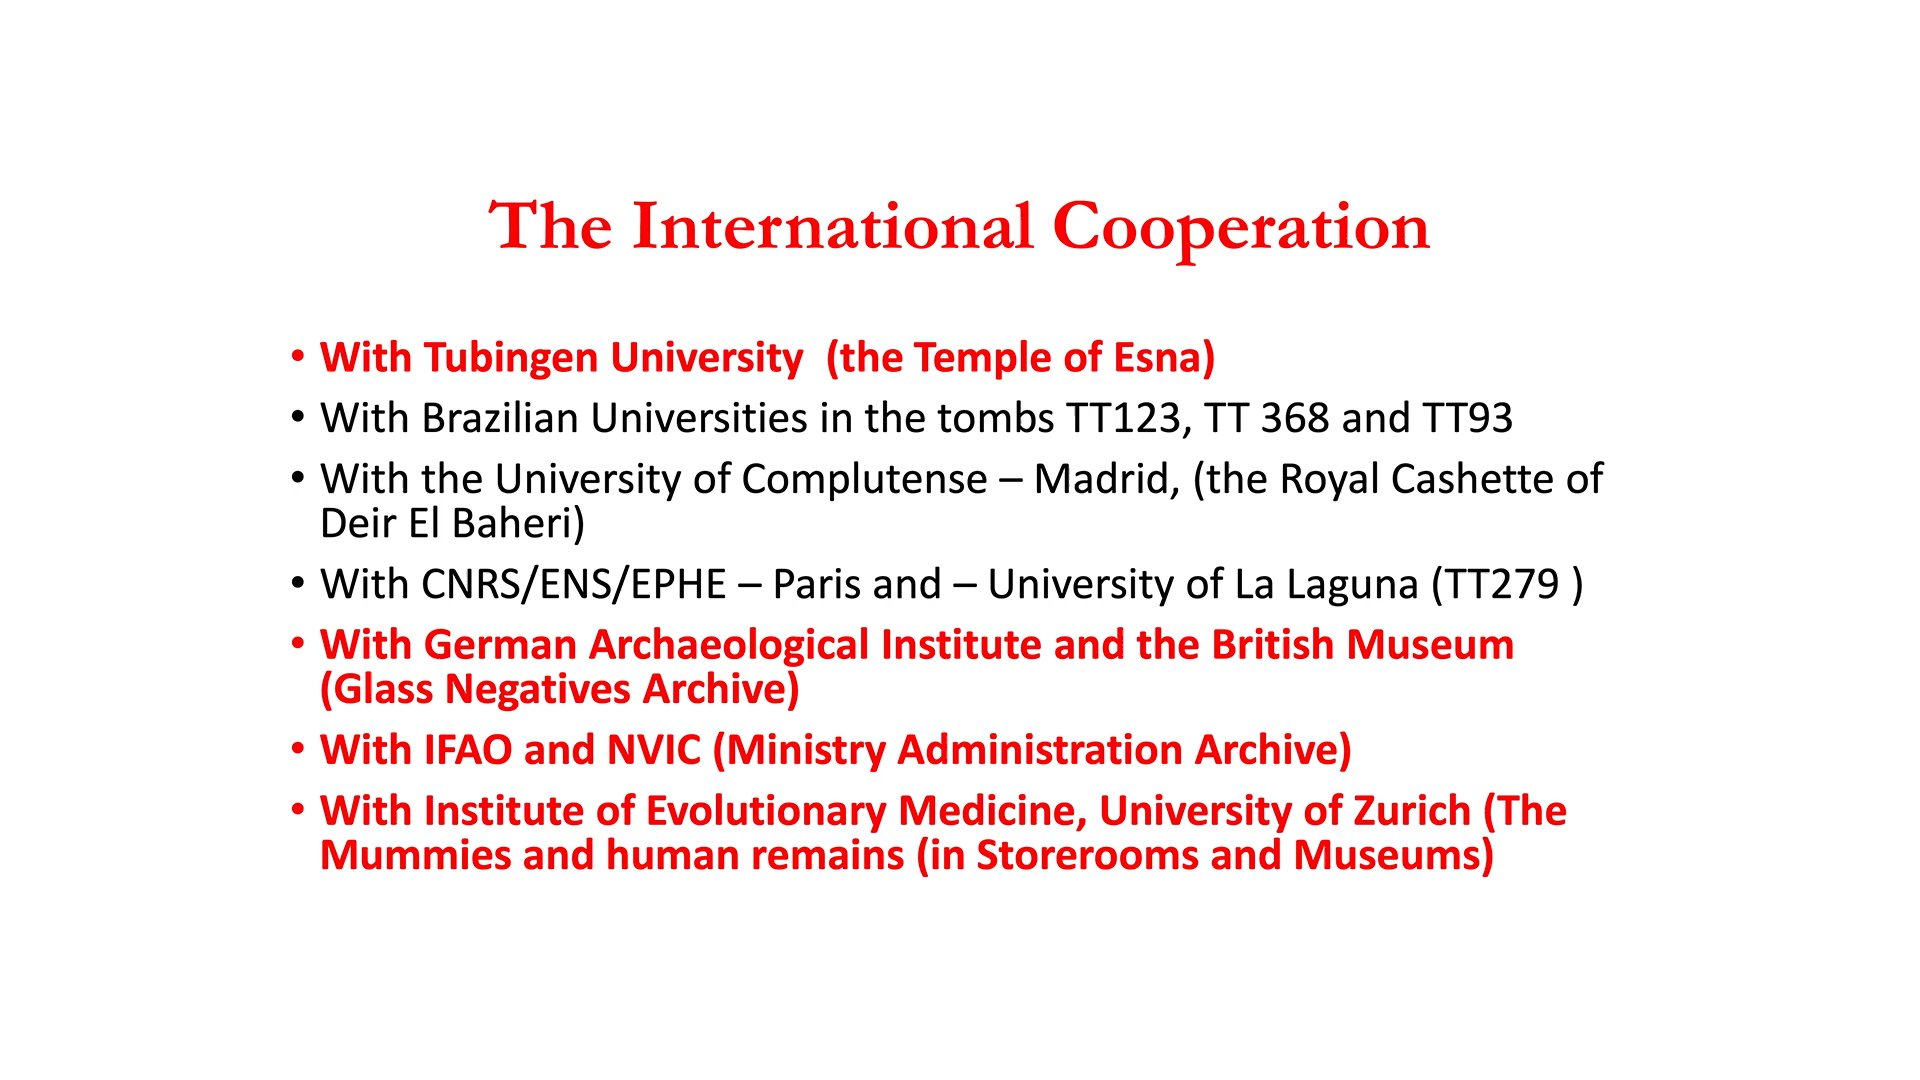 The International Cooperation
• With Tubingen University  (the Temple of Esna)
• With Brazilian Universities in the tombs TT123, TT 368 and TT93
• With the University of Complutense – Madrid, (the Royal Cashette of
Deir El Baheri)
• With CNRS/ENS/EPHE – Paris and – University of La Laguna (TT279 )
• With German Archaeological Institute and the British Museum
(Glass Negatives Archive)
• With IFAO and NVIC (Ministry Administration Archive)
• With Institute of Evolutionary Medicine, University of Zurich (The
Mummies and human remains (in Storerooms and Museums)